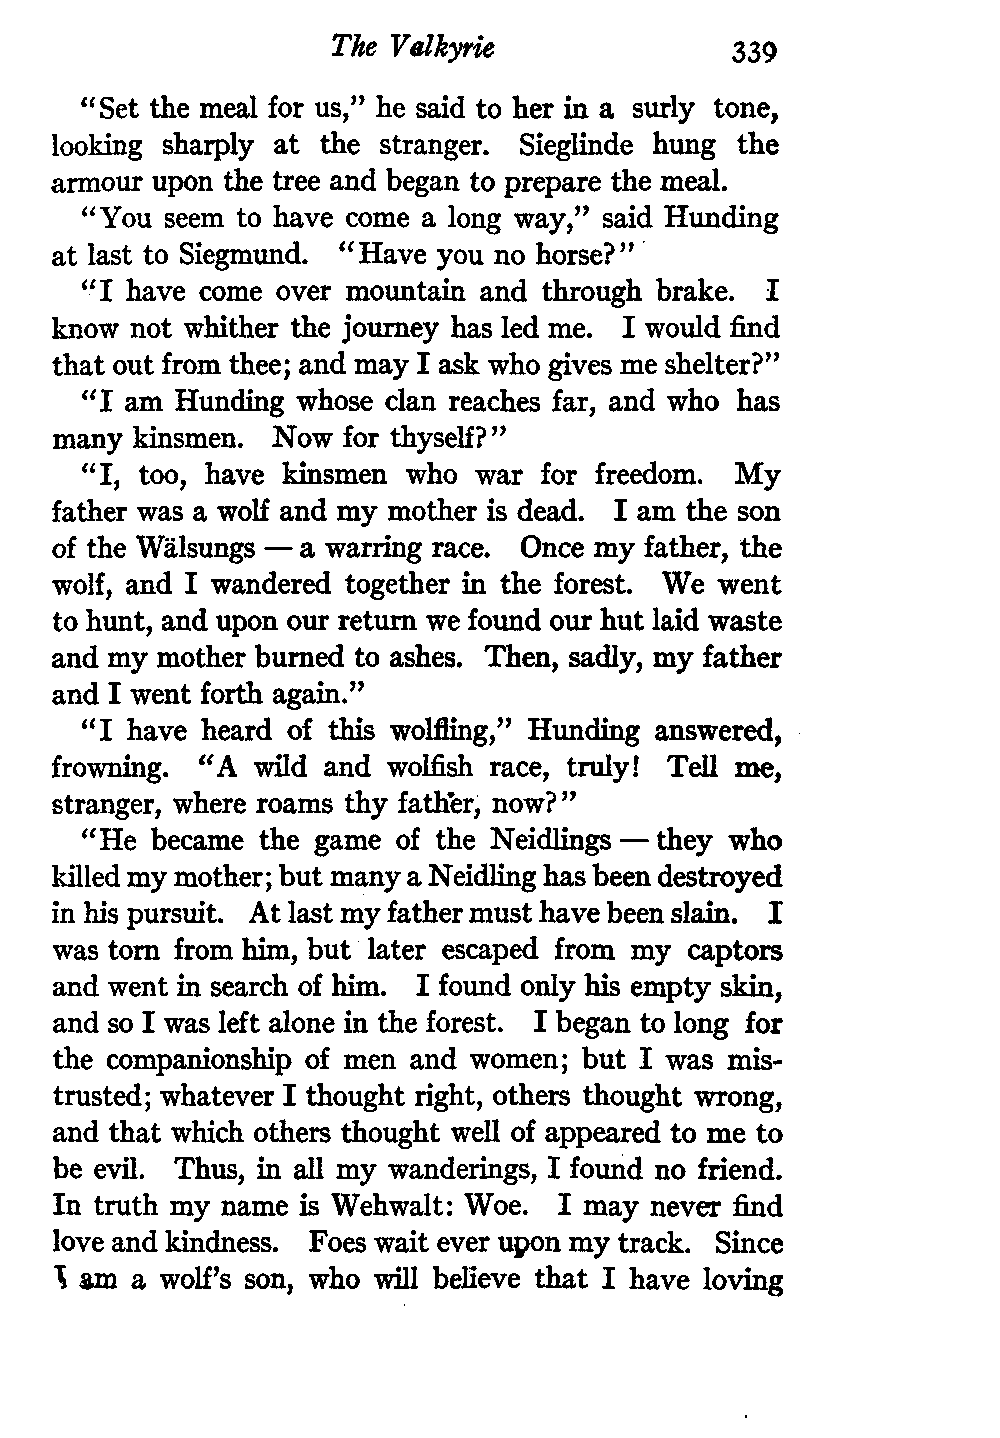 The Valkyrie 339
"Set the meal for us," he said to her in a surly tone,
looking sharply at the stranger. Sieglinde hung the
armour upon the tree and began to prepare the meal.
"You seem to have come a long way," said Hunding
at last to Siegmund. "Have you no horse?"
"I have come over mountain and through brake. I
know not whither the journey has led me. I would find
that out from thee; and may I ask who gives me shelter?"
"I am Hunding whose clan reaches far, and who has
many kinsmen. Now for thyself?"
"I, too, have kinsmen who war for freedom. My
father was a wolf and my mother is dead. I am the son
of the Wälsungs — a warring race. Once my father, the
wolf, and I wandered together in the forest. We went
to hunt, and upon our return we found our hut laid waste
and my mother burned to ashes. Then, sadly, my father
and I went forth again."
"I have heard of this wolfling," Hunding answered,
frowning. "A wild and wolfish race, truly! Tell me,
stranger, where roams thy father, now?"
"He became the game of the Neidlings — they who
killed my mother; but many a Neidling has been destroyed
in his pursuit. At last my father must have been slain. I
was torn from him, but later escaped from my captors
and went in search of him. I found only his empty skin,
and so I was left alone in the forest. I began to long for
the companionship of men and women; but I was mis-
trusted; whatever I thought right, others thought wrong,
and that which others thought well of appeared to me to
be evil. Thus, in all my wanderings, I found no friend.
In truth my name is Wehwalt: Woe. I may never find
love and kindness. Foes wait ever upon my track. Since
I am a wolf's son, who will believe that I have loving